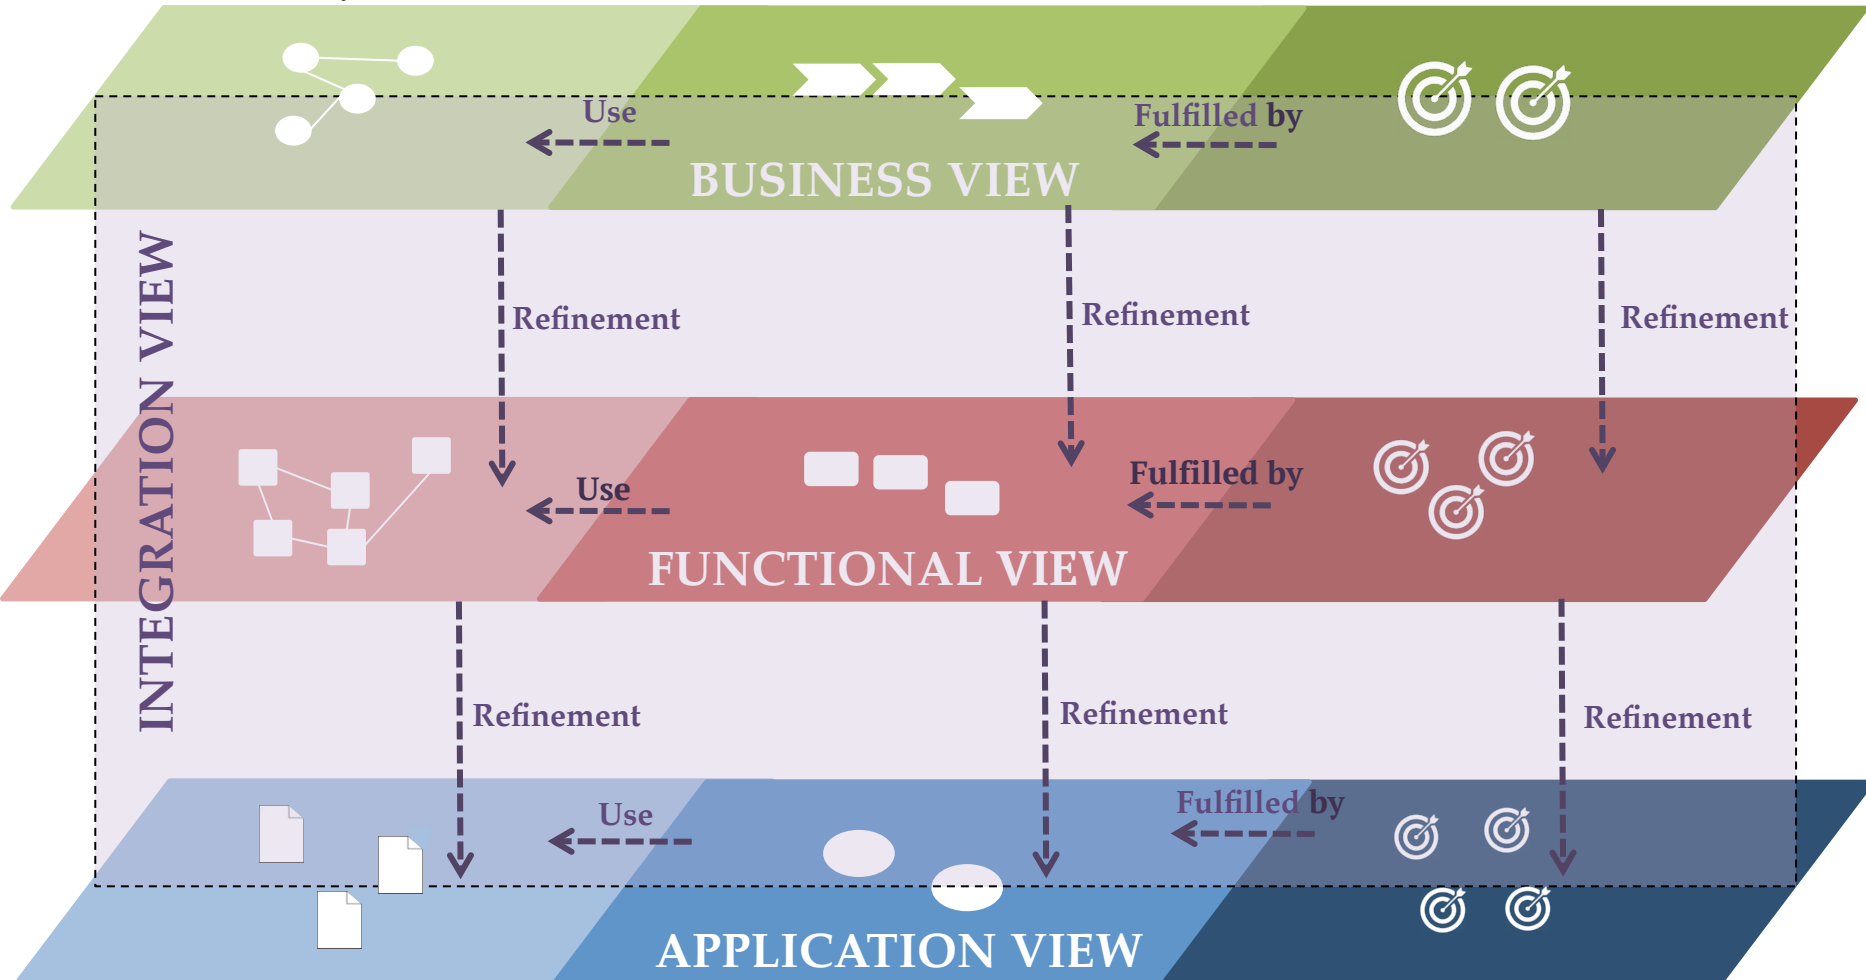 Use
Fulfilled by
BUSINESS VIEW
INTEGRATION VIEW
Refinement
Refinement
Refinement
Use
Fulfilled by
FUNCTIONAL VIEW
Refinement
Refinement
Refinement
Use
Fulfilled by
APPLICATION VIEW